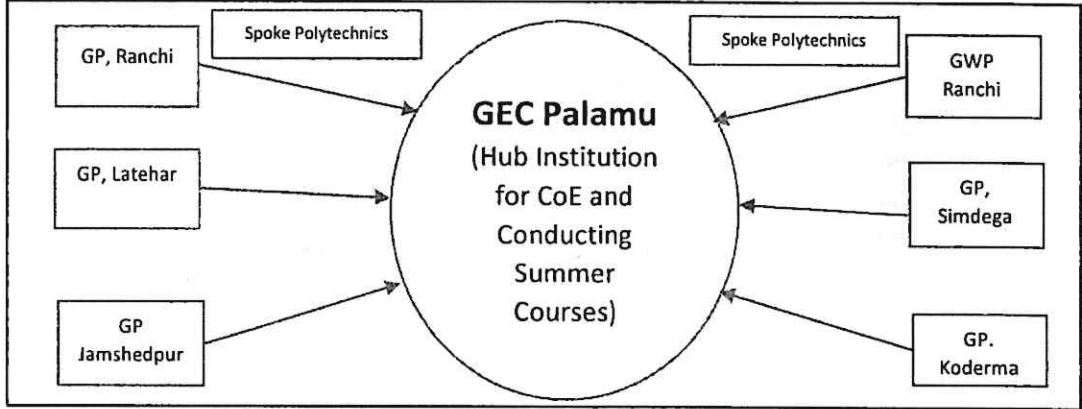 Spoke Polytechnics
Spoke Polytechnics
GP, Ranchi
GWP
Ranchi
GEC Palamu
(Hub Institution
for CoE and
Conducting
Summer
Courses)
GP, Latehar
GP,
Simdega
GP
Jamshedpur
GP.
Koderma